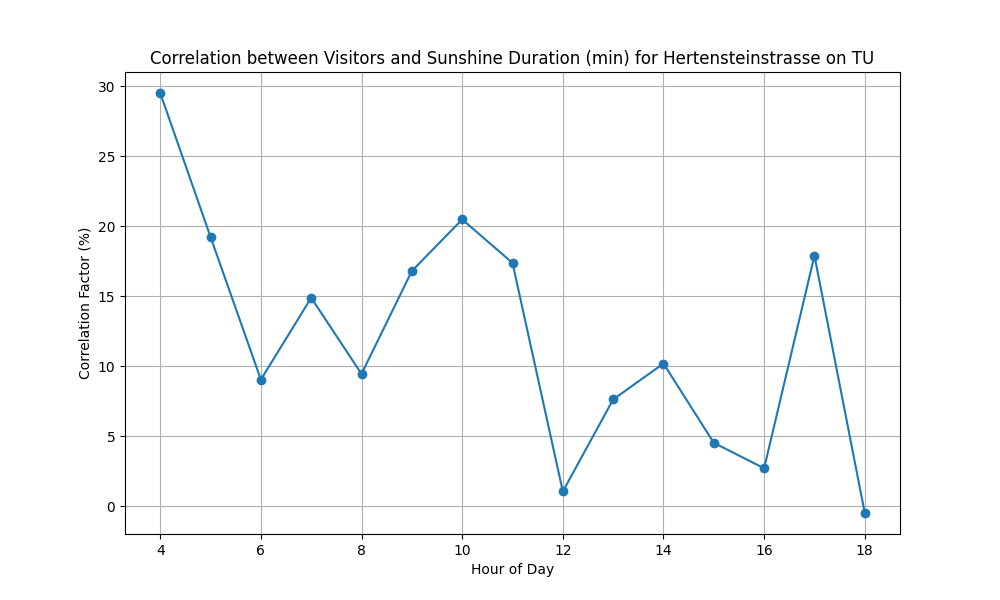 Correlation between Visitors and Sunshine Duration (min) for Hertensteinstrasse on TU
Correlation Factor (%)
30
25
20
15
10
5
0
4 6 8 10 12 14 16 18
Hour of Day